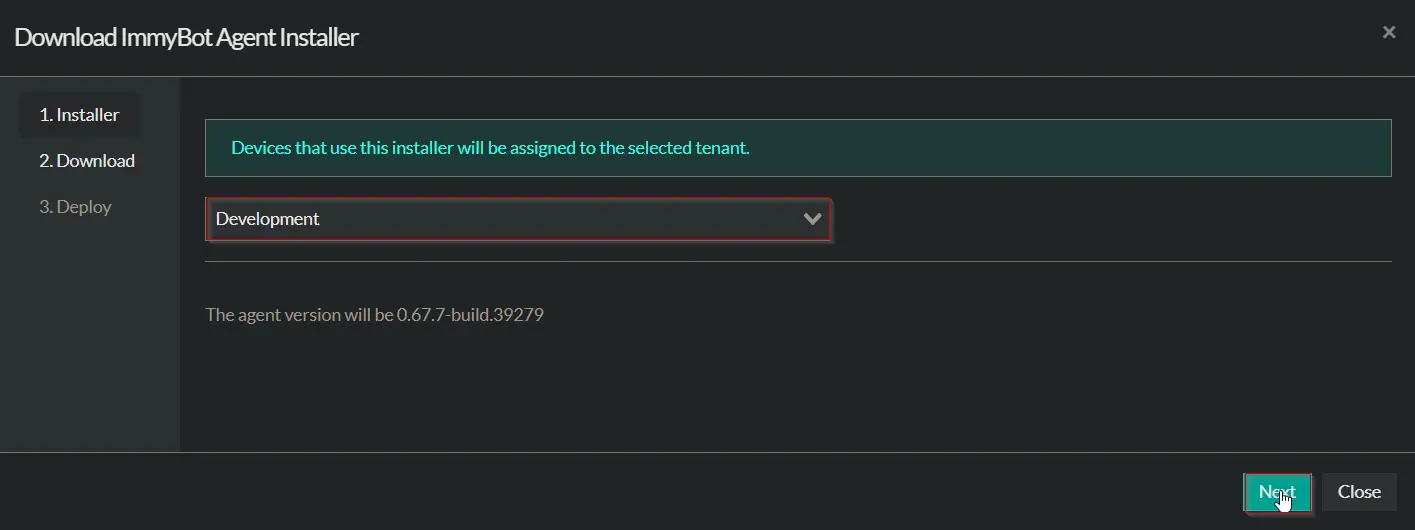 Download ImmyBot Agent Installer
×
1. Installer
2. Download
3. Deploy
Devices that use this installer will be assigned to the selected tenant.
Development
The agent version will be 0.67.7-build.39279
Next
Close